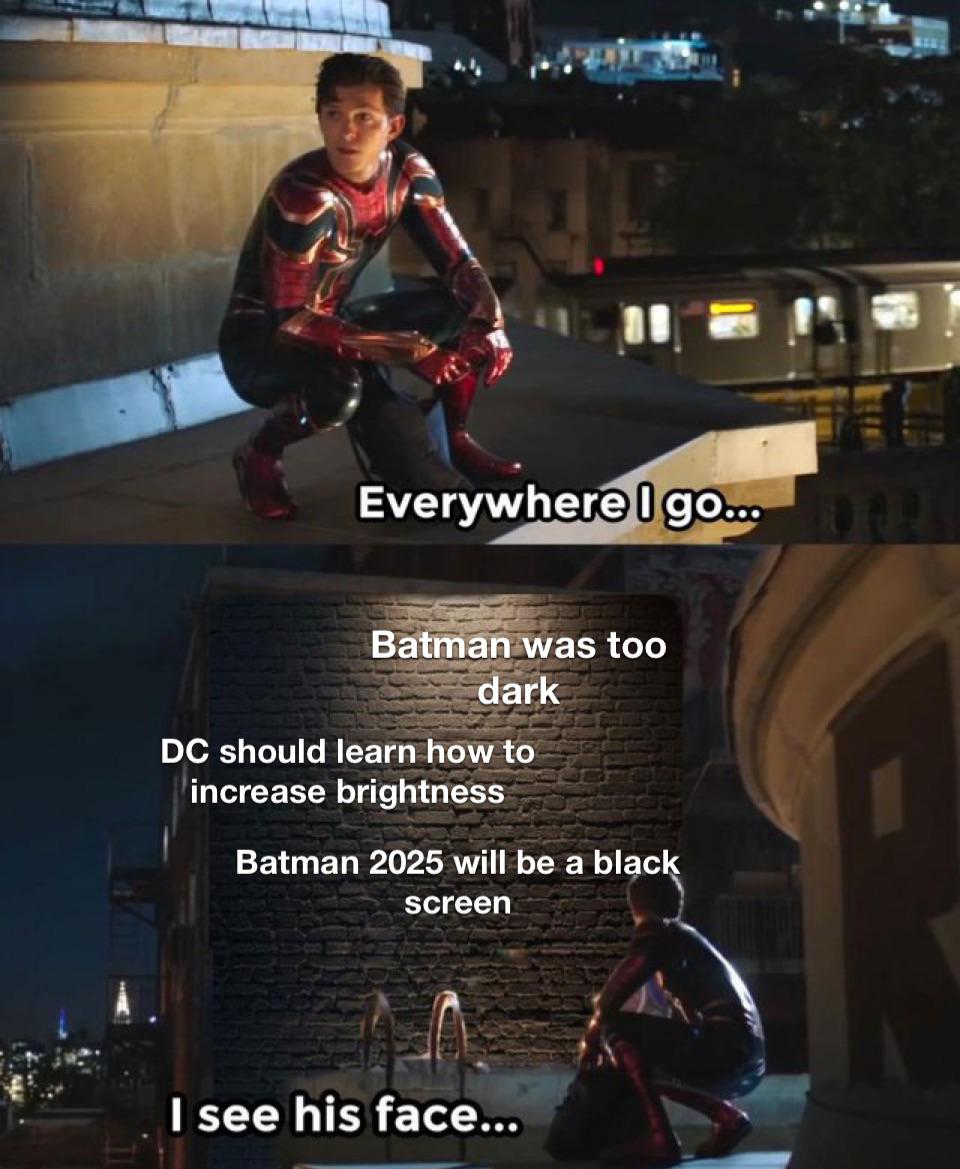 Everywhere I go...
Batman was too
dark
DC should learn how to
increase brightness
Batman 2025 will be a black
screen
I see his face...